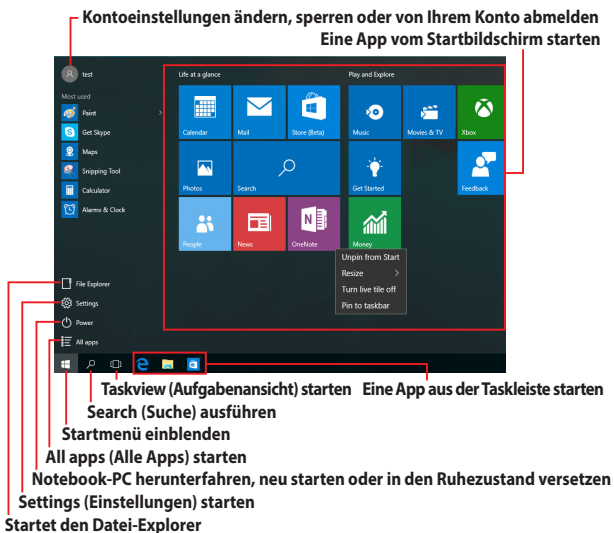 Kontoeinstellungen ändern, sperren oder von Ihrem Konto abmelden
Eine App vom Startbildschirm starten
test
Life at a glance
Play and Explore
Most used
Paint
Get Skype
Maps
Snipping Tool
Calculator
Alarms & Clock
Calendar
Mail
Store (Beta)
Music
Movies & TV
Xbox
Photos
Search
Get Started
Feedback
People
News
OneNote
Money
Unpin from Start
Resize
Turn live tile off
Pin to taskbar
File Explorer
Settings
Power
All apps
Taskview (Aufgabenansicht) starten
Eine App aus der Taskleiste starten
Search (Suche) ausführen
Startmenü einblenden
All apps (Alle Apps) starten
Notebook-PC herunterfahren, neu starten oder in den Ruhezustand versetzen
Settings (Einstellungen) starten
Startet den Datei-Explorer